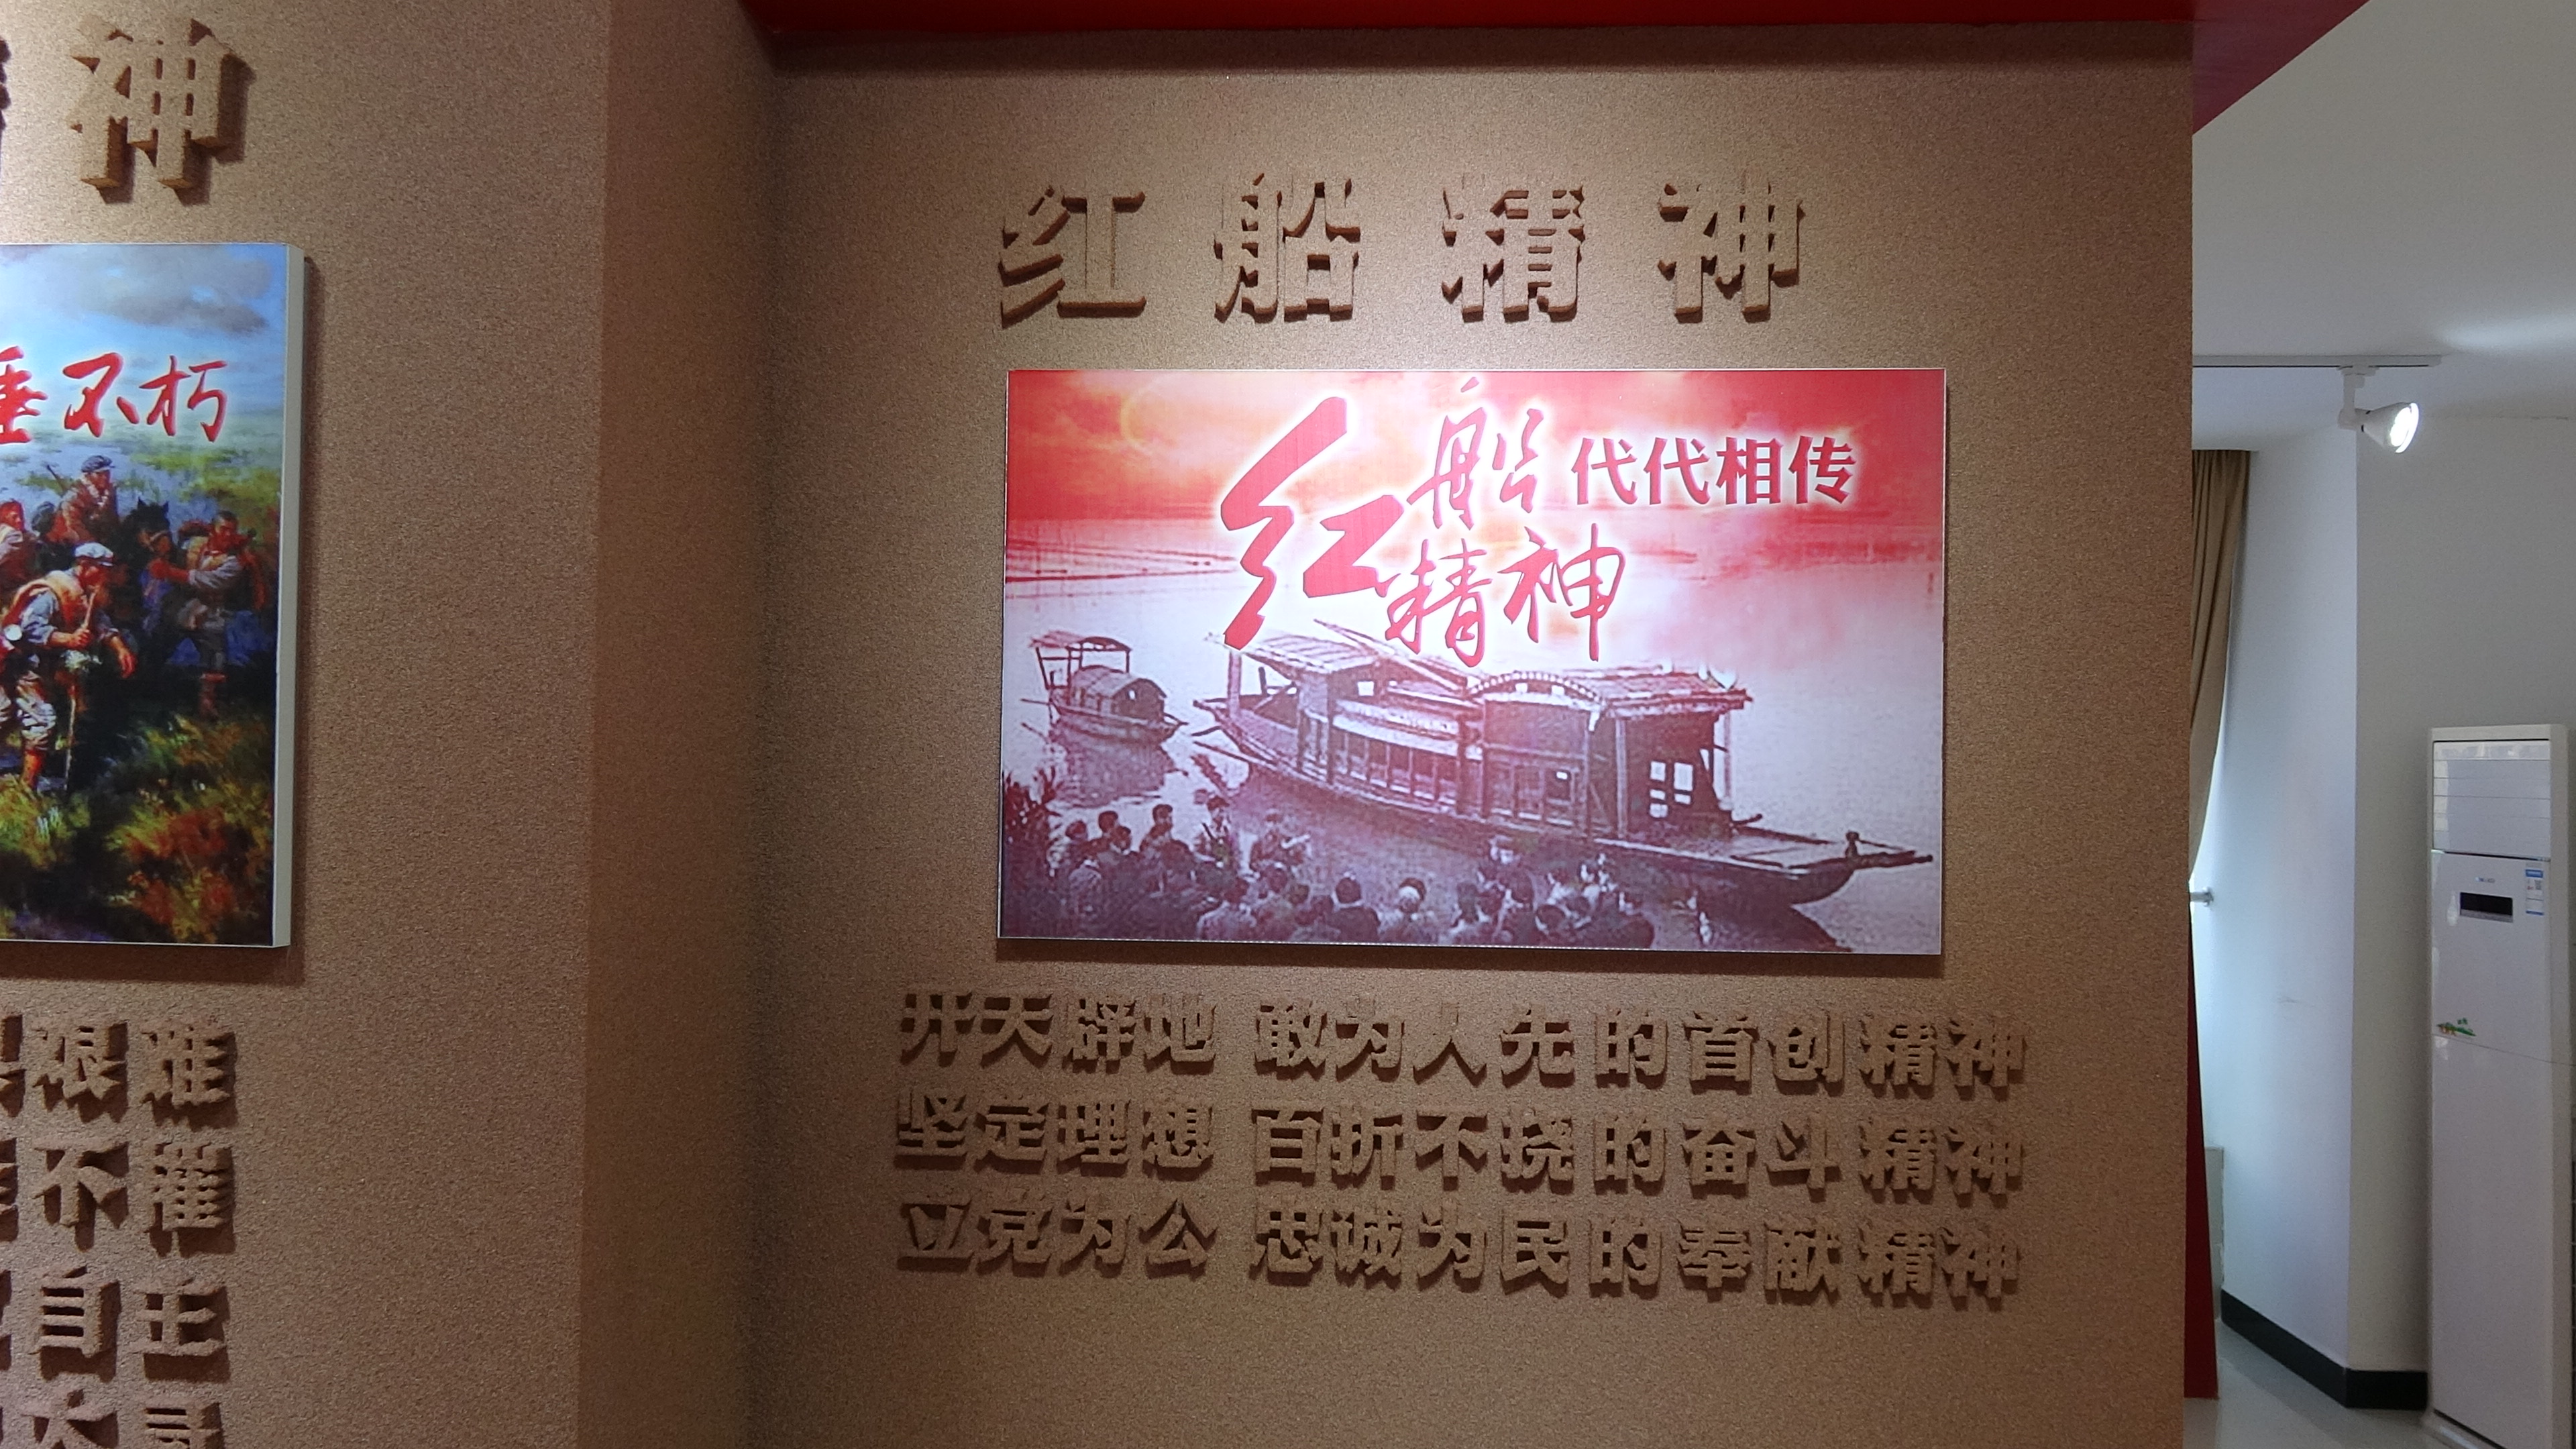 神
垂不朽
艰难
不摧
自主
红船精神
红船精神代代相传
开天辟地 敢为人先的首创精神
坚定理想 百折不挠的奋斗精神
立党为公 忠诚为民的奉献精神